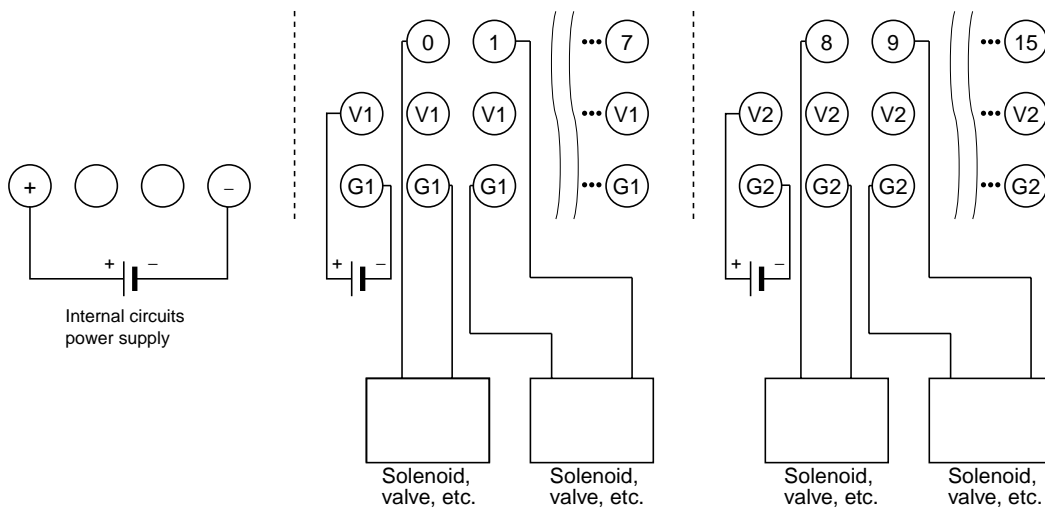 0 1 ••• 7 8 9 ••• 15
V1 V1 V1 ••• V1 V2 V2 V2 ••• V2
+ – G1 G1 G1 ••• G1 G2 G2 G2 ••• G2
+ – + – + –
Internal circuits
power supply
Solenoid,
valve, etc.
Solenoid,
valve, etc.
Solenoid,
valve, etc.
Solenoid,
valve, etc.